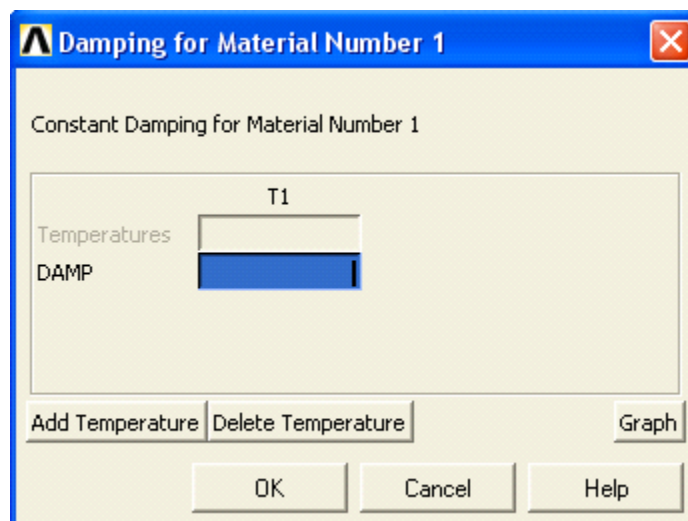 Damping for Material Number 1
Constant Damping for Material Number 1
T1
Temperatures
DAMP
Add Temperature Delete Temperature Graph
OK Cancel Help